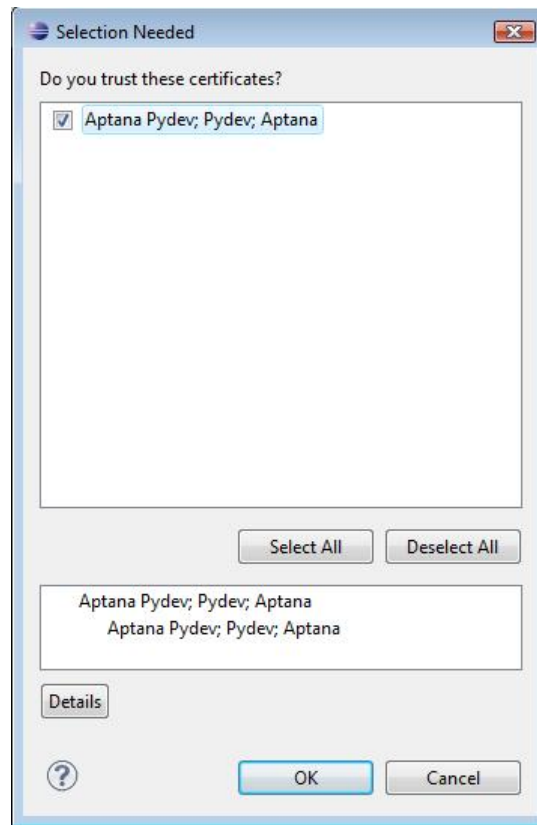 Selection Needed
Do you trust these certificates?
Aptana Pydev; Pydev; Aptana
Select All Deselect All
Aptana Pydev; Pydev; Aptana
Aptana Pydev; Pydev; Aptana
Details
? OK Cancel